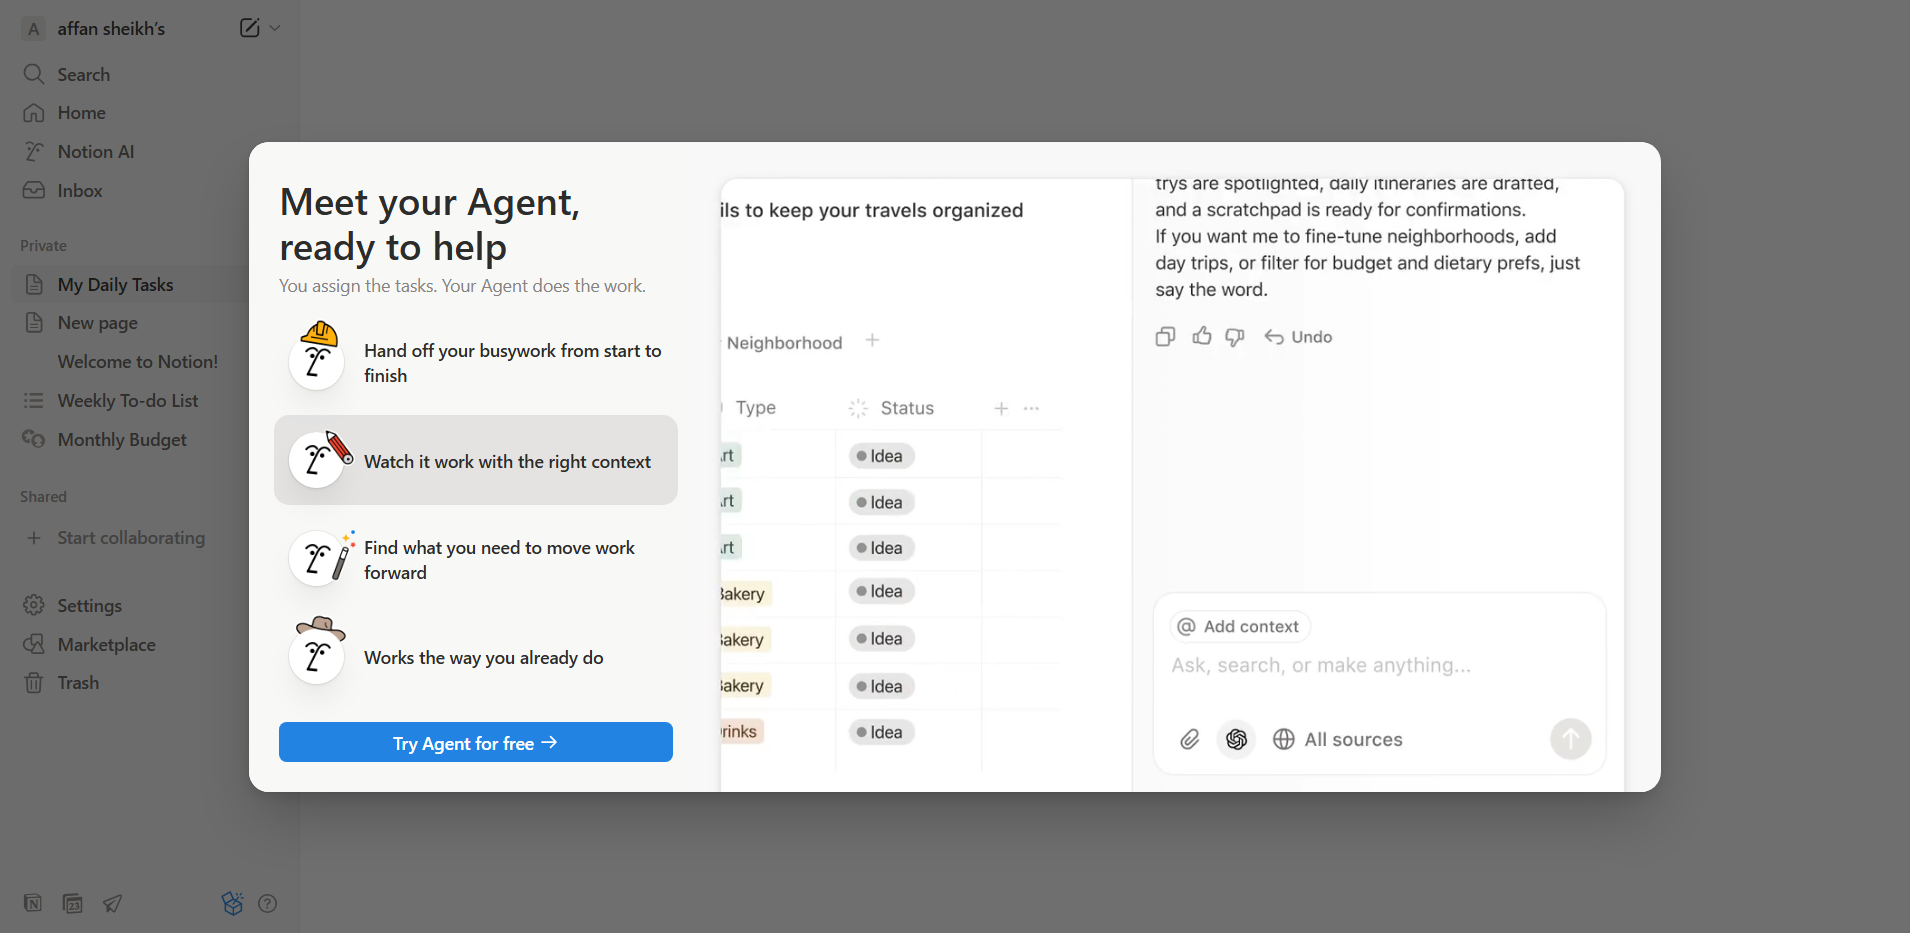 A affan sheikh's
Search
Home
Notion AI
Inbox
Private
My Daily Tasks
New page
Welcome to Notion!
Weekly To-do List
Monthly Budget
Shared
+ Start collaborating
Settings
Marketplace
Trash
23
Meet your Agent,
ready to help
You assign the tasks. Your Agent does the work.
Hand off your busywork from start to
finish
Watch it work with the right context
Find what you need to move work
forward
Works the way you already do
Try Agent for free →
ils to keep your travels organized
Neighborhood +
Type Status + ...
rt Idea
rt Idea
rt Idea
Bakery Idea
Bakery Idea
Bakery Idea
rinks Idea
trys are spotlighted, daily itineraries are drafted,
and a scratchpad is ready for confirmations.
If you want me to fine-tune neighborhoods, add
day trips, or filter for budget and dietary prefs, just
say the word.
Undo
@ Add context
Ask, search, or make anything...
All sources